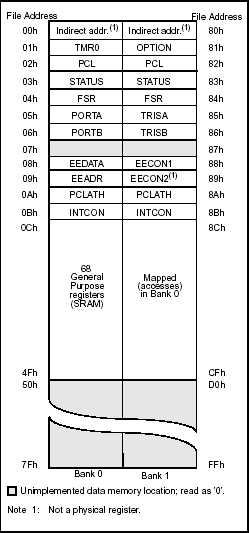 File Address File Address
00h Indirect addr.(1) Indirect addr.(1) 80h
01h TMR0 OPTION 81h
02h PCL PCL 82h
03h STATUS STATUS 83h
04h FSR FSR 84h
05h PORTA TRISA 85h
06h PORTB TRISB 86h
07h 87h
08h EEDATA EECON1 88h
09h EEADR EECON2(1) 89h
0Ah PCLATH PCLATH 8Ah
0Bh INTCON INTCON 8Bh
0Ch 8Ch
68
General
Purpose
registers
(SRAM)
Mapped
(accesses)
in Bank 0
4Fh CFh
50h D0h
7Fh FFh
Bank 0 Bank 1
Unimplemented data memory location; read as '0'.
Note 1: Not a physical register.